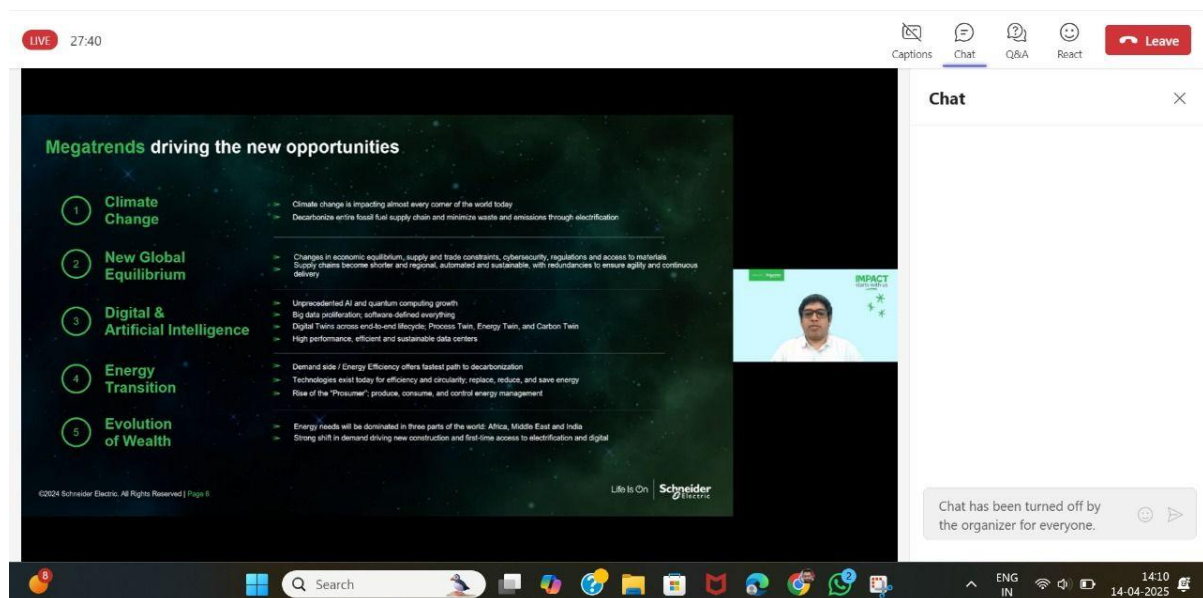 LIVE 27:40
Captions Chat Q&A React Leave
Chat
Megatrends driving the new opportunities
1 Climate
Change
Climate change is impacting almost every corner of the world today
Decarbonize entire fossil fuel supply chain and minimize waste and emissions through electrification
2 New Global
Equilibrium
Changes in economic equilibrium, supply and trade constraints, cybersecurity, regulations and access to materials
Supply chains become shorter and regional, automated and sustainable, with redundancies to ensure agility and continuous
delivery
3 Digital &
Artificial Intelligence
Unprecedented AI and quantum computing growth
Big data proliferation; software-defined everything
Digital Twins across end-to-end lifecycle; Process Twin, Energy Twin, and Carbon Twin
High performance, efficient and sustainable data centers
4 Energy
Transition
Demand side / Energy Efficiency offers fastest path to decarbonization
Technologies exist today for efficiency and circularity; replace, reduce, and save energy
Rise of the "Prosumer"; produce, consume, and control energy management
5 Evolution
of Wealth
Energy needs will be dominated in three parts of the world: Africa, Middle East and India
Strong shift in demand driving new construction and first-time access to electrification and digital
©2024 Schneider Electric. All Rights Reserved | Page 6
Life Is On | Schneider
Electric
IMPACT
starts with us
Chat has been turned off by
the organizer for everyone.
8
Search
2
ENG
IN
14:10
14-04-2025